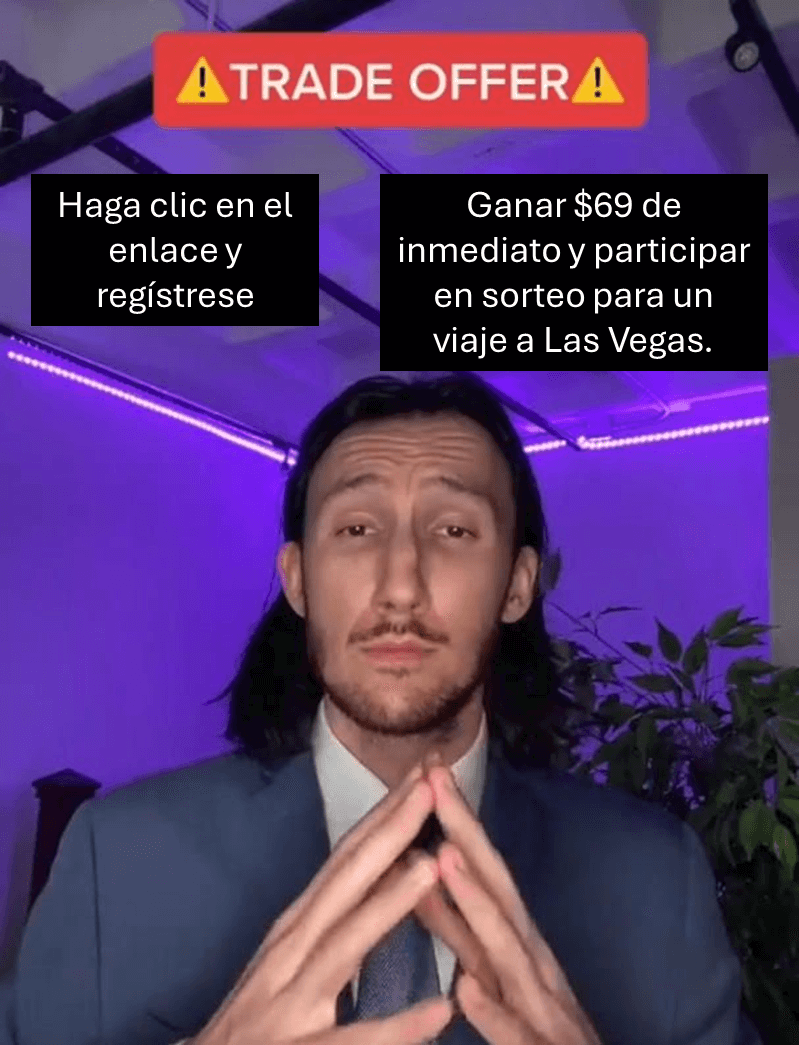 ⚠TRADE OFFER⚠
Haga clic en el
enlace y
regístrese
Ganar $69 de
inmediato y participar
en sorteo para un
viaje a Las Vegas.